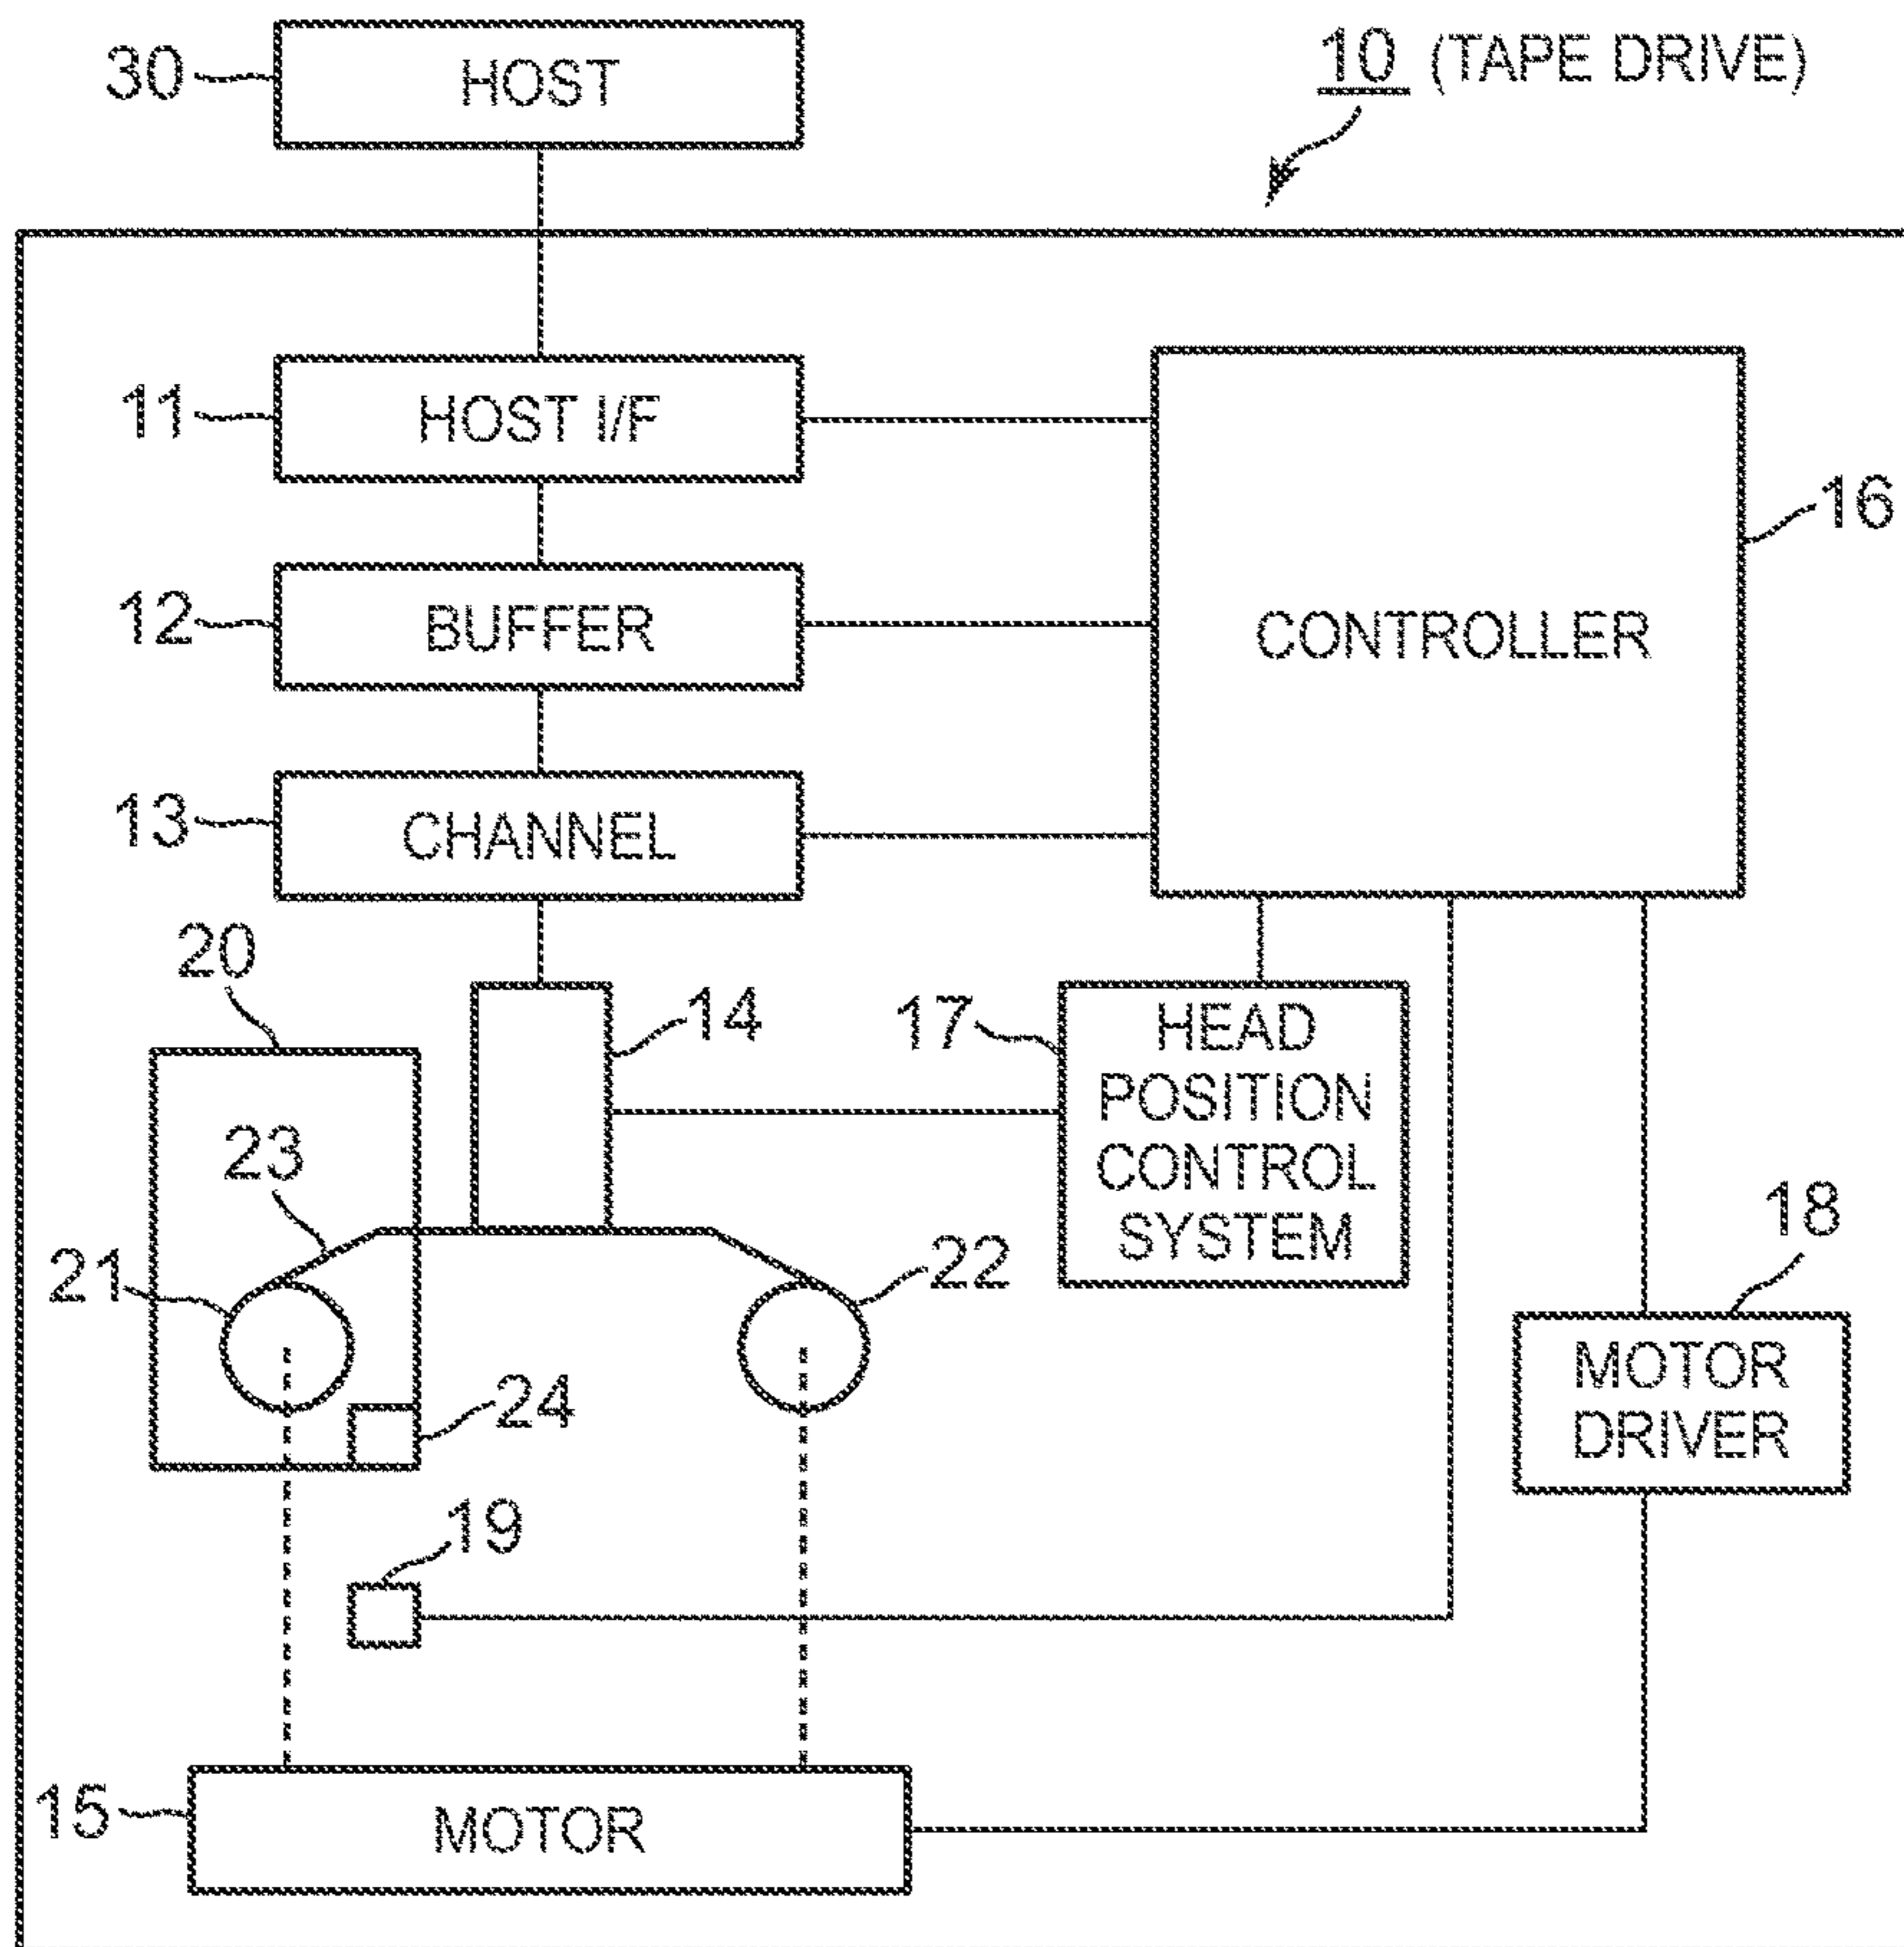 30
HOST
10 (TAPE DRIVE)
11
HOST I/F
16
12
BUFFER
CONTROLLER
13
CHANNEL
20
14
17
HEAD
POSITION
CONTROL
SYSTEM
23
18
21
22
MOTOR
DRIVER
24
19
15
MOTOR